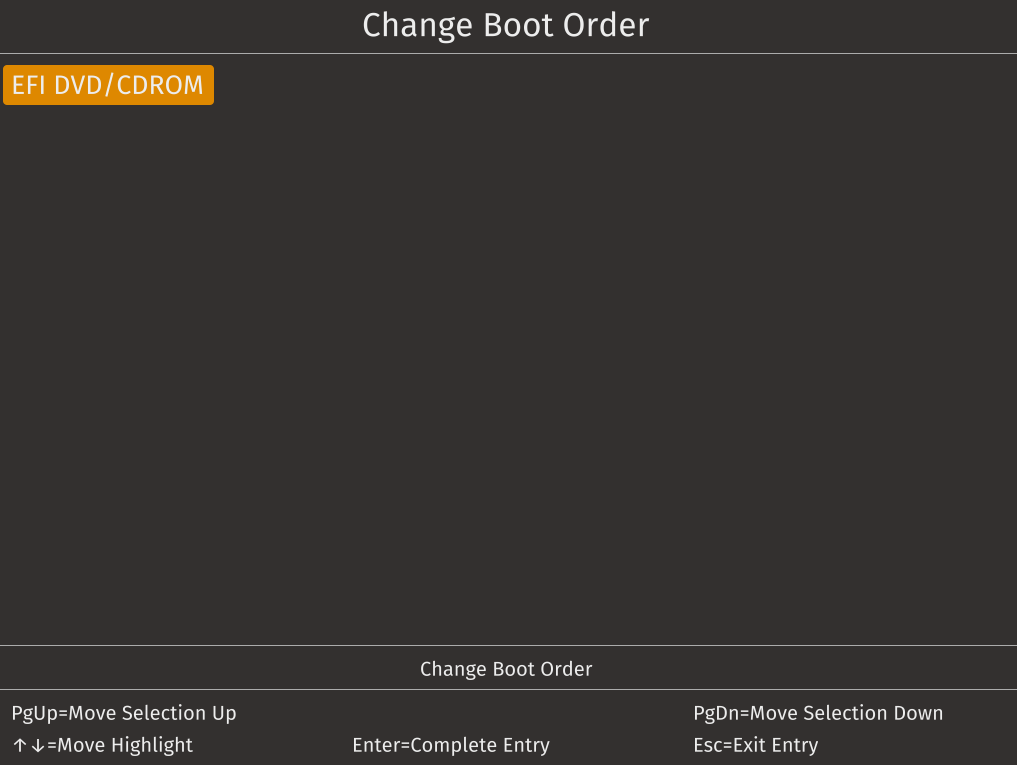 Change Boot Order
EFI DVD/CDROM
Change Boot Order
PgUp=Move Selection Up
PgDn=Move Selection Down
↑↓=Move Highlight
Enter=Complete Entry
Esc=Exit Entry